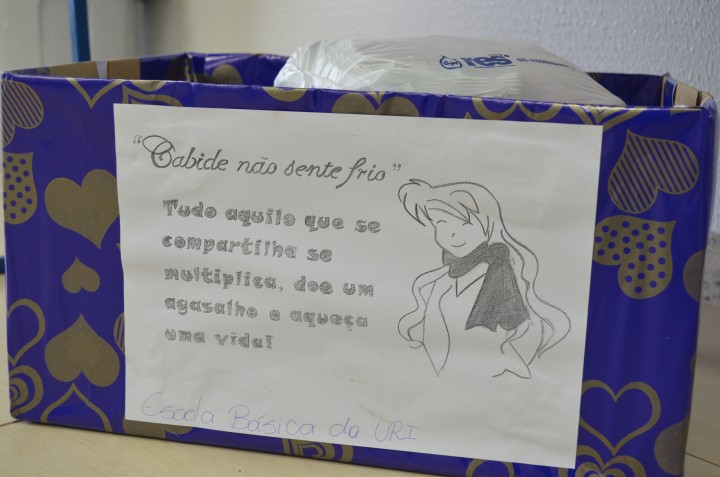 res
"Cabide não sente frio"
Tudo aquilo que se
compartilha se
multiplica, doe um
agasalho e aqueça
uma vida!
Escola Básica da URI